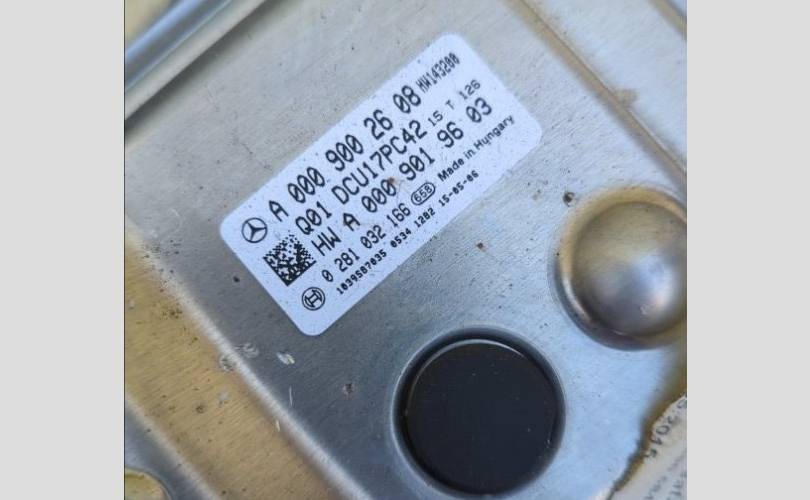 A 000 900 26 08 HW143200
Q01 DCU17PC42 15 T 126
HW A 000 901 96 03
0 281 032 166 658 Made in Hungary
1039S07035 0534 1282 15-05-06